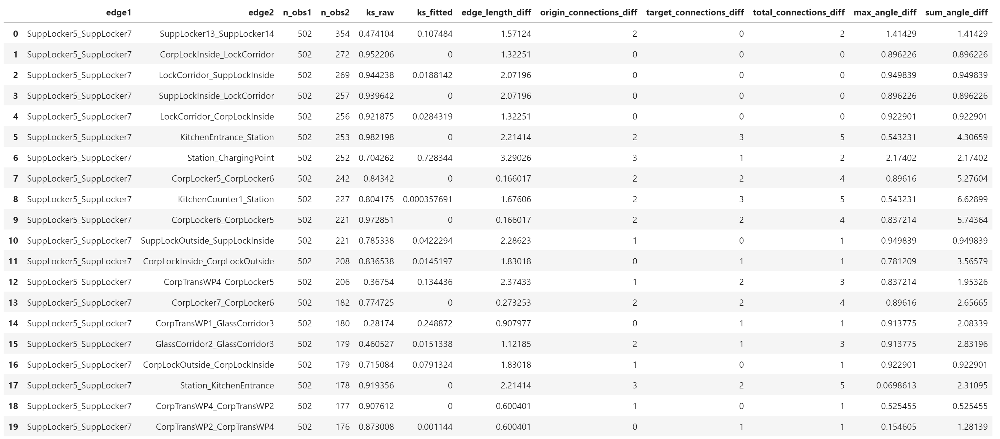 edge1 edge2 n_obs1 n_obs2 ks_raw ks_fitted edge_length_diff origin_connections_diff target_connections_diff total_connections_diff max_angle_diff sum_angle_diff
0 SuppLocker5_SuppLocker7 SuppLocker13_SuppLocker14 502 354 0.474104 0.107484 1.57124 2 0 2 1.41429 1.41429
1 SuppLocker5_SuppLocker7 CorpLockInside_LockCorridor 502 272 0.952206 0 1.32251 0 0 0 0.896226 0.896226
2 SuppLocker5_SuppLocker7 LockCorridor_SuppLockInside 502 269 0.944238 0.0188142 2.07196 0 0 0 0.949839 0.949839
3 SuppLocker5_SuppLocker7 SuppLockInside_LockCorridor 502 257 0.939642 0 2.07196 0 0 0 0.896226 0.896226
4 SuppLocker5_SuppLocker7 LockCorridor_CorpLockInside 502 256 0.921875 0.0284319 1.32251 0 0 0 0.922901 0.922901
5 SuppLocker5_SuppLocker7 KitchenEntrance_Station 502 253 0.982198 0 2.21414 2 3 5 0.543231 4.30659
6 SuppLocker5_SuppLocker7 Station_ChargingPoint 502 252 0.704262 0.728344 3.29026 3 1 2 2.17402 2.17402
7 SuppLocker5_SuppLocker7 CorpLocker5_CorpLocker6 502 242 0.84342 0 0.166017 2 2 4 0.89616 5.27604
8 SuppLocker5_SuppLocker7 KitchenCounter1_Station 502 227 0.804175 0.000357691 1.67606 2 3 5 0.543231 6.62899
9 SuppLocker5_SuppLocker7 CorpLocker6_CorpLocker5 502 221 0.972851 0 0.166017 2 2 4 0.837214 5.74364
10 SuppLocker5_SuppLocker7 SuppLockOutside_SuppLockInside 502 221 0.785338 0.0422294 2.28623 1 0 1 0.949839 0.949839
11 SuppLocker5_SuppLocker7 CorpLockInside_CorpLockOutside 502 208 0.836538 0.0145197 1.83018 0 1 1 0.781209 3.56579
12 SuppLocker5_SuppLocker7 CorpTransWP4_CorpLocker5 502 206 0.36754 0.134436 2.37433 1 2 3 0.837214 1.95326
13 SuppLocker5_SuppLocker7 CorpLocker7_CorpLocker6 502 182 0.774725 0 0.273253 2 2 4 0.89616 2.65665
14 SuppLocker5_SuppLocker7 CorpTransWP1_GlassCorridor3 502 180 0.28174 0.248872 0.907977 0 1 1 0.913775 2.08339
15 SuppLocker5_SuppLocker7 GlassCorridor2_GlassCorridor3 502 179 0.460527 0.0151338 1.12185 2 1 3 0.913775 2.83196
16 SuppLocker5_SuppLocker7 CorpLockOutside_CorpLockInside 502 179 0.715084 0.0791324 1.83018 1 0 1 0.922901 0.922901
17 SuppLocker5_SuppLocker7 Station_KitchenEntrance 502 178 0.919356 0 2.21414 3 2 5 0.0698613 2.31095
18 SuppLocker5_SuppLocker7 CorpTransWP4_CorpTransWP2 502 177 0.907612 0 0.600401 1 0 1 0.525455 0.525455
19 SuppLocker5_SuppLocker7 CorpTransWP2_CorpTransWP4 502 176 0.873008 0.001144 0.600401 0 1 1 0.154605 1.28139